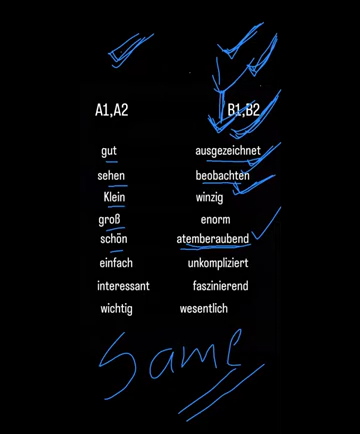 A1,A2 B1,B2
gut ausgezeichnet
sehen beobachten
Klein winzig
groß enorm
schön atemberaubend
einfach unkompliziert
interessant faszinierend
wichtig wesentlich
Same